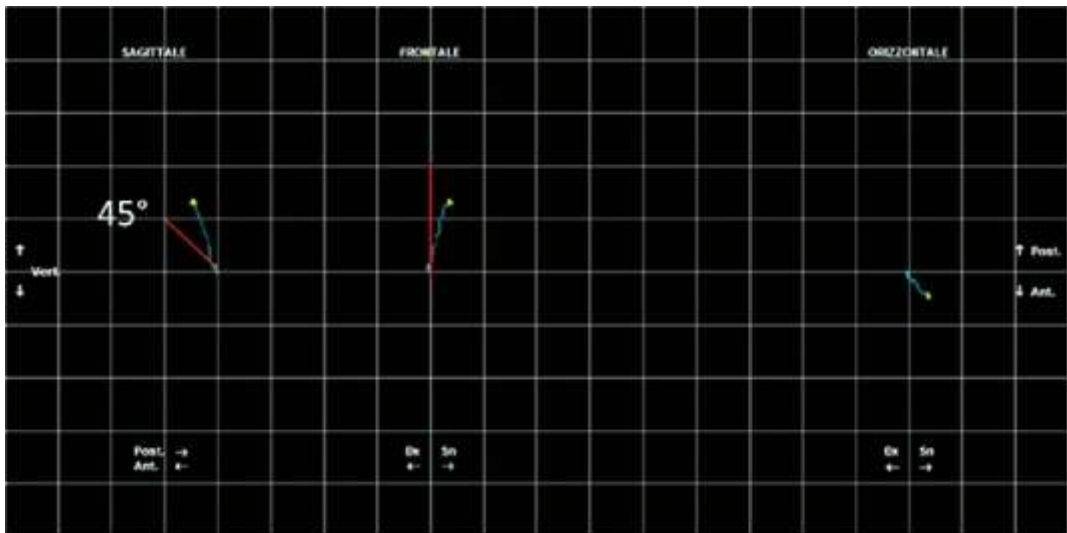 SAGITTALE FRONTALE ORIZZONTALE
45°
↑ ↑ Post.
Vert.
↓ ↓ Ant.
Post. → Dx Sn Dx Sn
Ant. ← ← → ← →